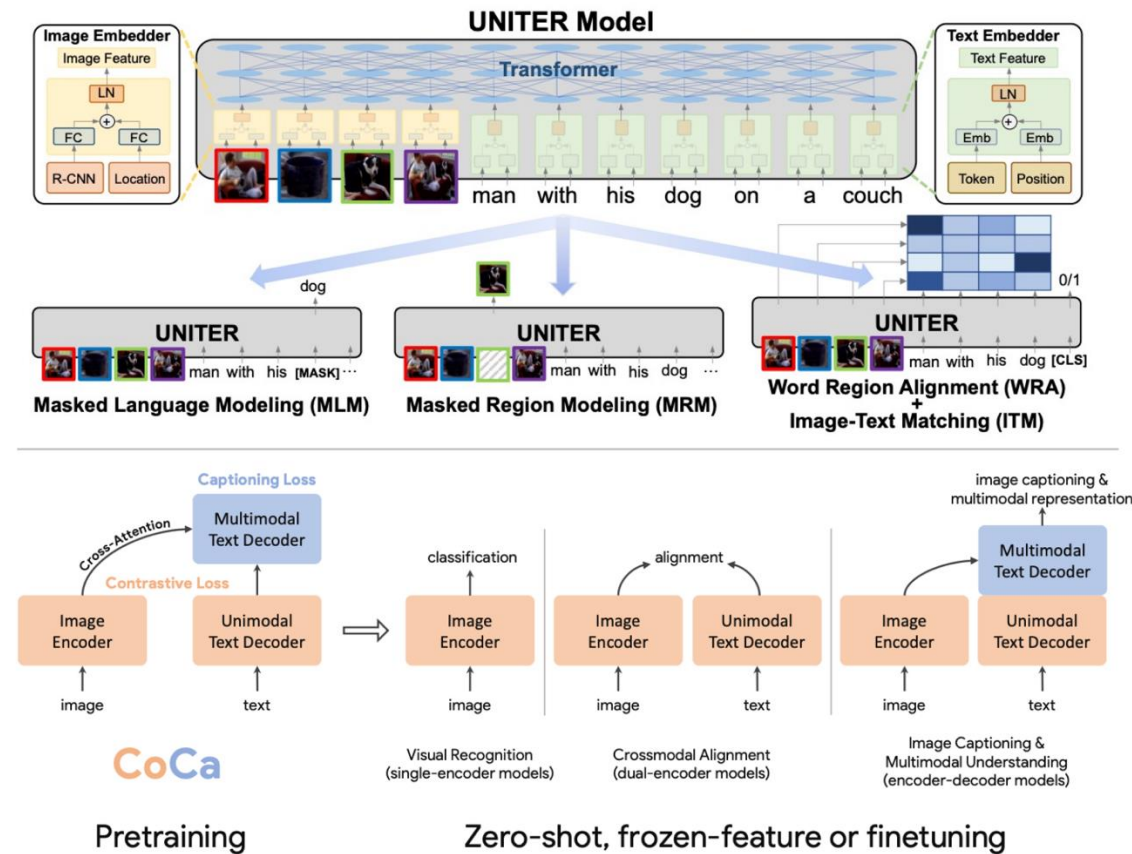 UNITER Model
Image Embedder
Image Feature
LN
+
FC
FC
R-CNN
Location
Transformer
man with his dog on a couch
Text Embedder
Text Feature
LN
+
Emb
Emb
Token
Position
dog
UNITER
man with his [MASK] ...
Masked Language Modeling (MLM)
UNITER
man with his dog ...
Masked Region Modeling (MRM)
0/1
UNITER
man with his dog [CLS]
Word Region Alignment (WRA)
+
Image-Text Matching (ITM)
Captioning Loss
Multimodal
Text Decoder
Cross-Attention
Contrastive Loss
Image
Encoder
Unimodal
Text Decoder
image
text
CoCa
Pretraining
classification
Image
Encoder
image
Visual Recognition
(single-encoder models)
alignment
Image
Encoder
Unimodal
Text Decoder
image
text
Crossmodal Alignment
(dual-encoder models)
image captioning &
multimodal representation
Multimodal
Text Decoder
Image
Encoder
Unimodal
Text Decoder
image
text
Image Captioning &
Multimodal Understanding
(encoder-decoder models)
Zero-shot, frozen-feature or finetuning